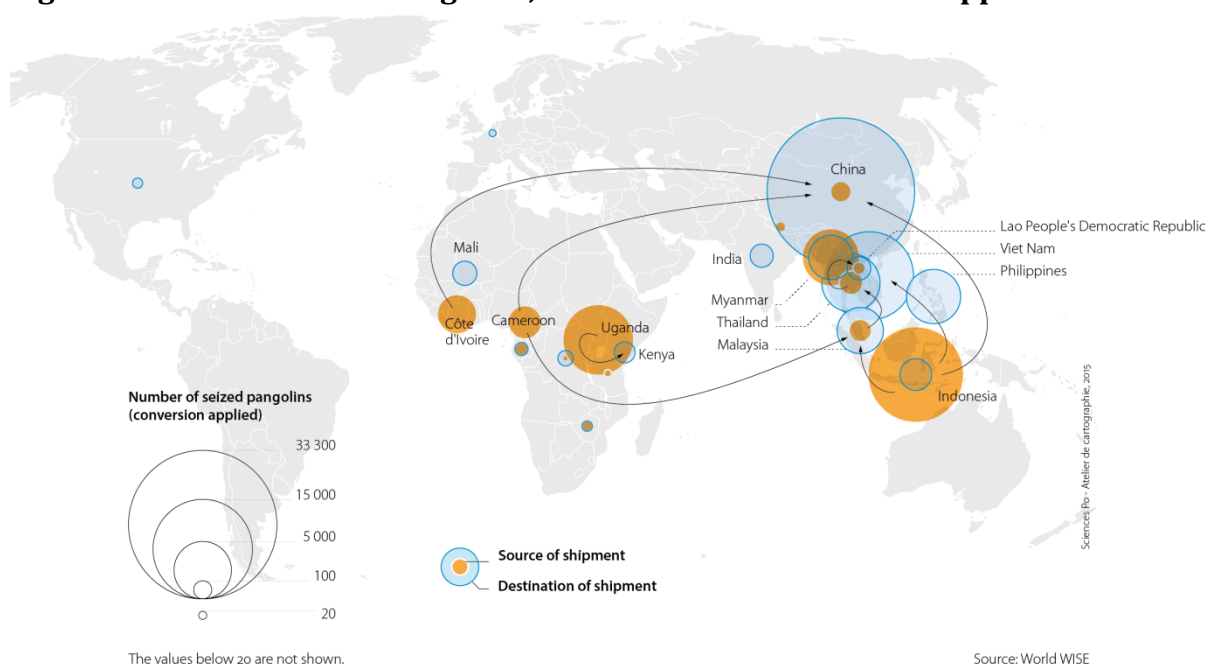 China
Lao People's Democratic Republic
Viet Nam
Philippines
Mali
India
Myanmar
Thailand
Malaysia
Côte
d'Ivoire
Cameroon
Uganda
Kenya
Indonesia
Number of seized pangolins
(conversion applied)
33 300
15 000
5 000
100
20
Source of shipment
Destination of shipment
Sciences Po - Atelier de cartographie, 2015
The values below 20 are not shown.
Source: World WISE